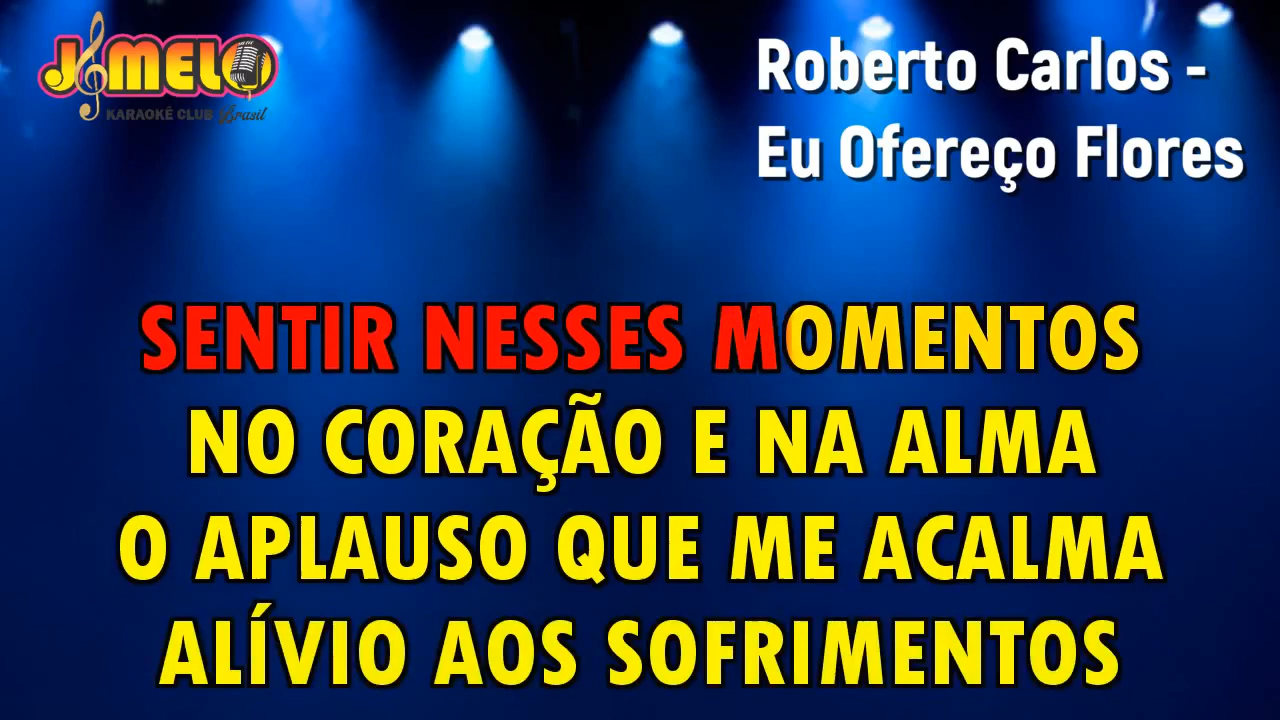 J MELO
KARAOKÊ CLUB Brasil
Roberto Carlos -
Eu Ofereço Flores
SENTIR NESSES MOMENTOS
NO CORAÇÃO E NA ALMA
O APLAUSO QUE ME ACALMA
ALÍVIO AOS SOFRIMENTOS